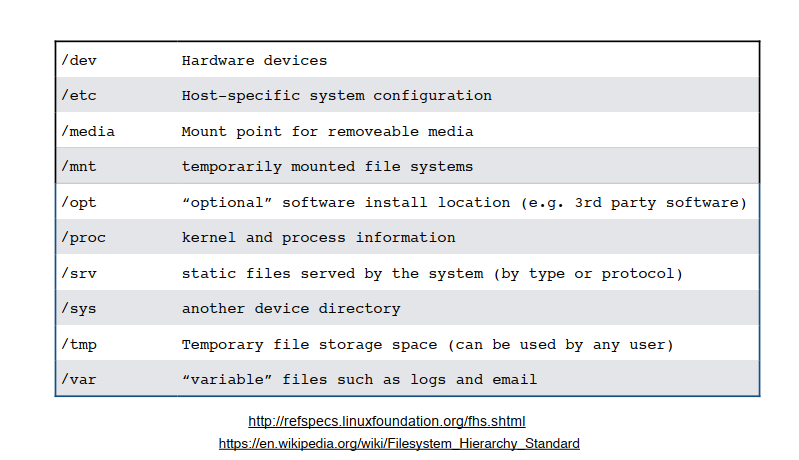 /dev Hardware devices
/etc Host-specific system configuration
/media Mount point for removeable media
/mnt temporarily mounted file systems
/opt “optional” software install location (e.g. 3rd party software)
/proc kernel and process information
/srv static files served by the system (by type or protocol)
/sys another device directory
/tmp Temporary file storage space (can be used by any user)
/var “variable” files such as logs and email
http://refspecs.linuxfoundation.org/fhs.shtml
https://en.wikipedia.org/wiki/Filesystem_Hierarchy_Standard